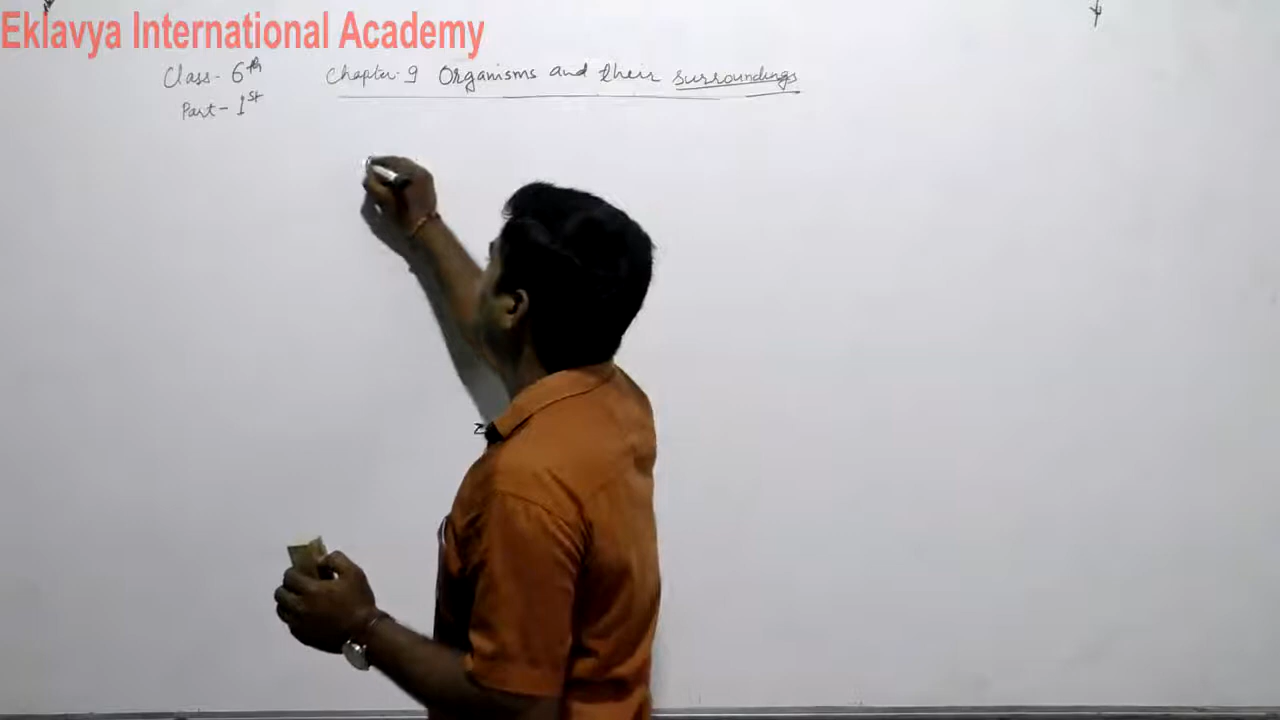 Eklavya International Academy
Class- 6th Chapter-9 Organisms and their surroundings
Part- 1st